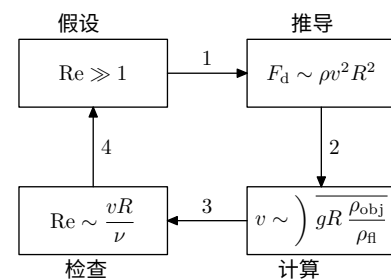 假设
推导
Re ≫ 1
1
F_d ∼ ρv²R²
4
2
Re ∼ vR/ν
3
v ∼ ) gR ρ_obj/ρ_fl
检查
计算